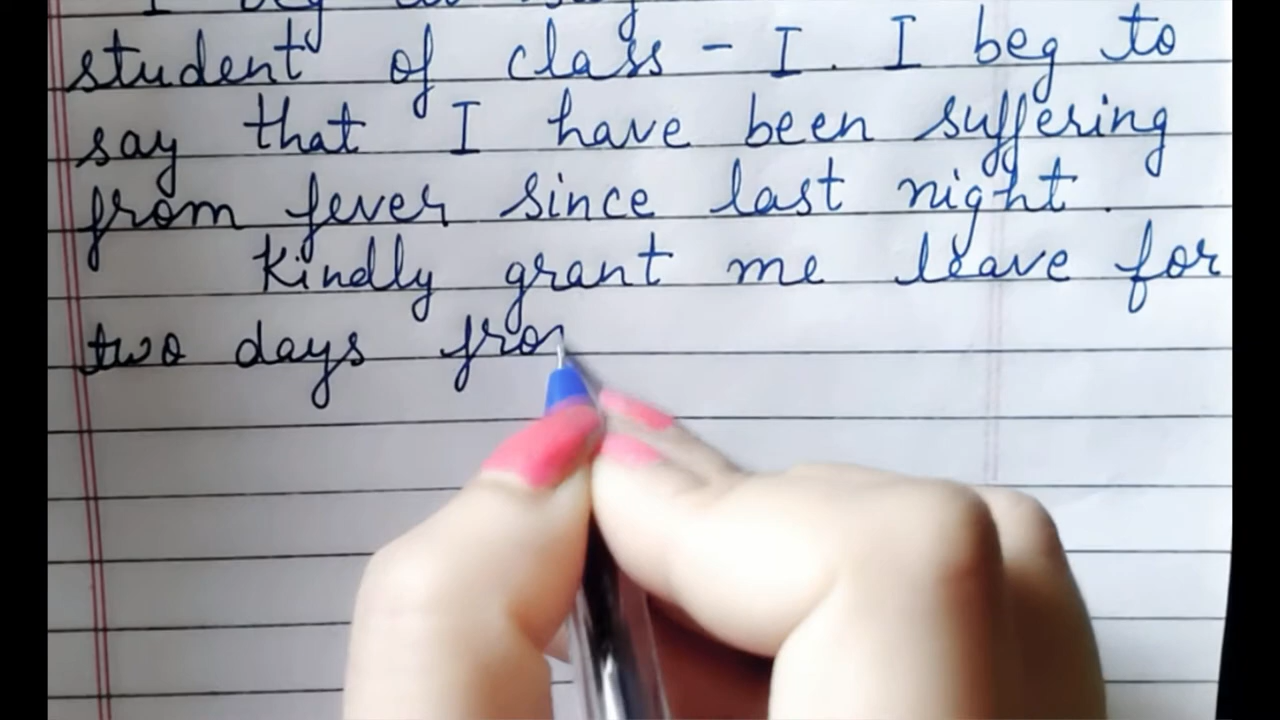 student of class - I. I beg to
say that I have been suffering
from fever since last night.
Kindly grant me leave for
two days fro